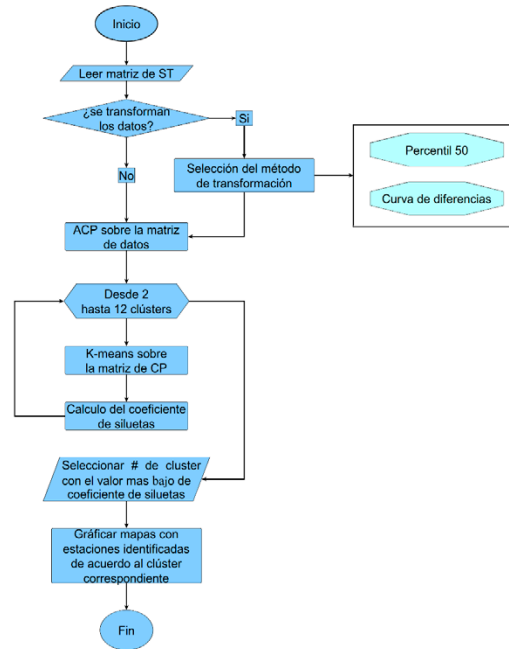 Inicio
Leer matriz de ST
¿se transforman
los datos?
Si
No
Selección del método
de transformación
Percentil 50
Curva de diferencias
ACP sobre la matriz
de datos
Desde 2
hasta 12 clústers
K-means sobre
la matriz de CP
Calculo del coeficiente
de siluetas
Seleccionar # de cluster
con el valor mas bajo de
coeficiente de siluetas
Gráficar mapas con
estaciones identificadas
de acuerdo al clúster
correspondiente
Fin